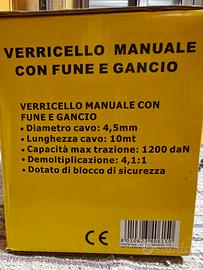 VERRICELLO MANUALE
CON FUNE E GANCIO
VERRICELLO MANUALE CON
FUNE E GANCIO
• Diametro cavo: 4,5mm
• Lunghezza cavo: 10mt
• Capacità max trazione: 1200 daN
• Demoltiplicazione: 4,1:1
• Dotato di blocco di sicurezza
CE